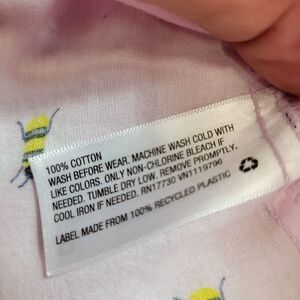 100% COTTON
WASH BEFORE WEAR. MACHINE WASH COLD WITH
LIKE COLORS. ONLY NON-CHLORINE BLEACH IF
NEEDED. TUMBLE DRY LOW. REMOVE PROMPTLY.
COOL IRON IF NEEDED. RN17730 VN1119796
LABEL MADE FROM 100% RECYCLED PLASTIC